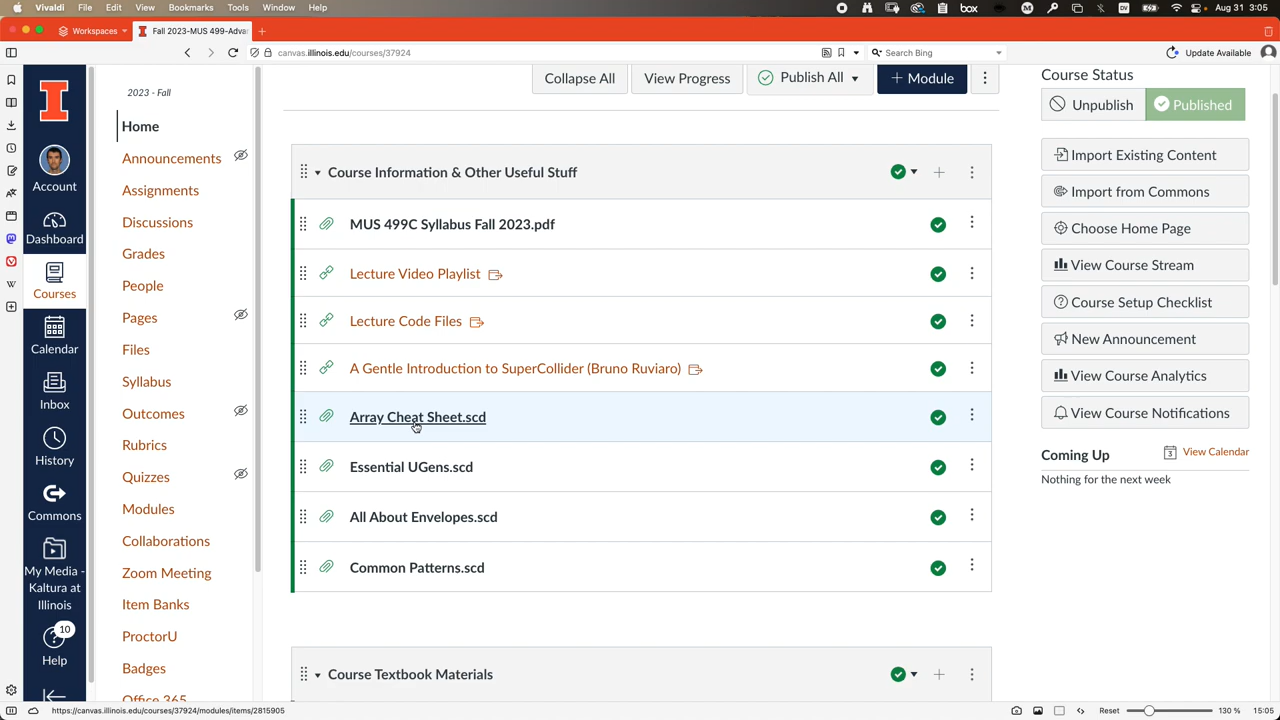 Vivaldi File Edit View Bookmarks Tools Window Help
Aug 31 3:05
Workspaces
Fall 2023-MUS 499-Adva
canvas.illinois.edu/courses/37924
Search Bing
Update Available
Account
Dashboard
Courses
Calendar
Inbox
History
Commons
My Media -
Kaltura at
Illinois
10
Help
2023 - Fall
Home
Announcements
Assignments
Discussions
Grades
People
Pages
Files
Syllabus
Outcomes
Rubrics
Quizzes
Modules
Collaborations
Zoom Meeting
Item Banks
ProctorU
Badges
Office 365
Collapse All
View Progress
Publish All
+ Module
Course Information & Other Useful Stuff
MUS 499C Syllabus Fall 2023.pdf
Lecture Video Playlist
Lecture Code Files
A Gentle Introduction to SuperCollider (Bruno Ruviaro)
Array Cheat Sheet.scd
Essential UGens.scd
All About Envelopes.scd
Common Patterns.scd
Course Textbook Materials
Course Status
Unpublish
Published
Import Existing Content
Import from Commons
Choose Home Page
View Course Stream
Course Setup Checklist
New Announcement
View Course Analytics
View Course Notifications
Coming Up
3
View Calendar
Nothing for the next week
https://canvas.illinois.edu/courses/37924/modules/items/2815905
Reset
130 %
15:05